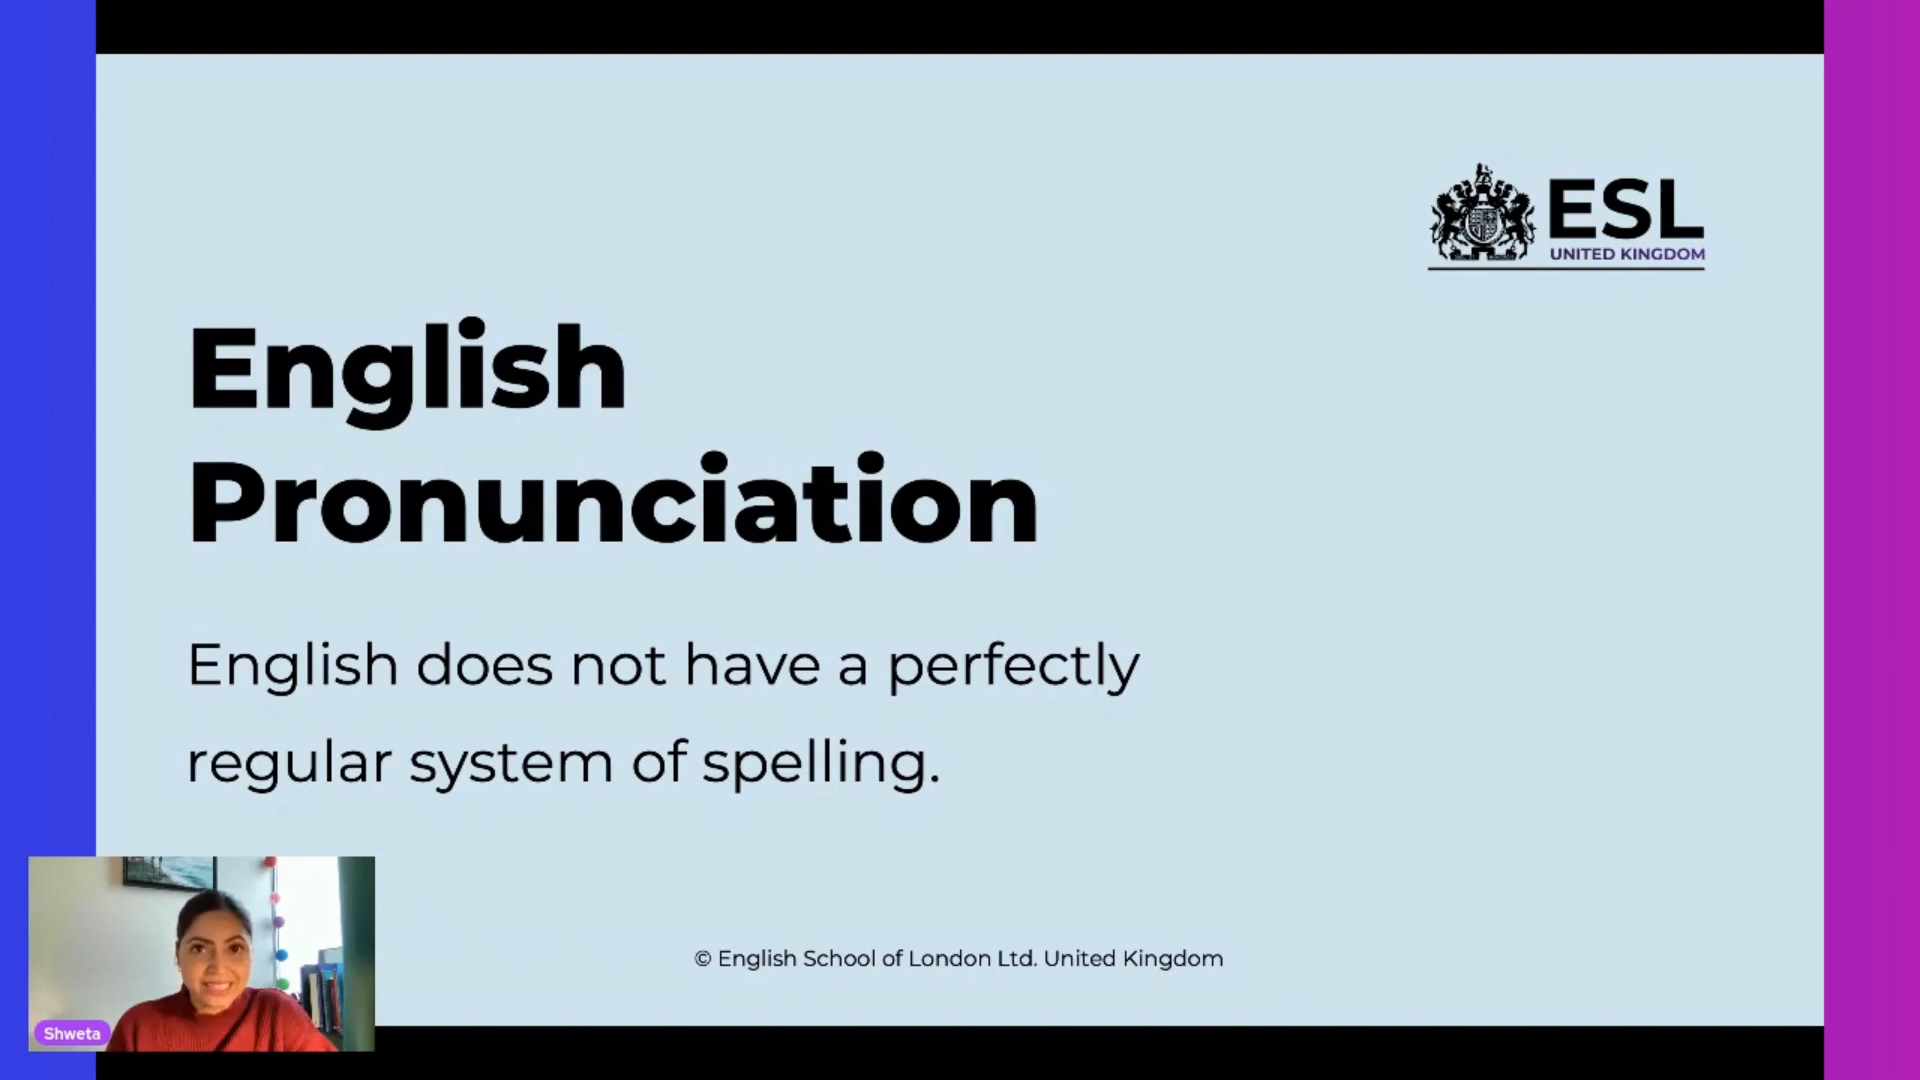 ESL
UNITED KINGDOM
English
Pronunciation
English does not have a perfectly
regular system of spelling.
© English School of London Ltd. United Kingdom
Shweta